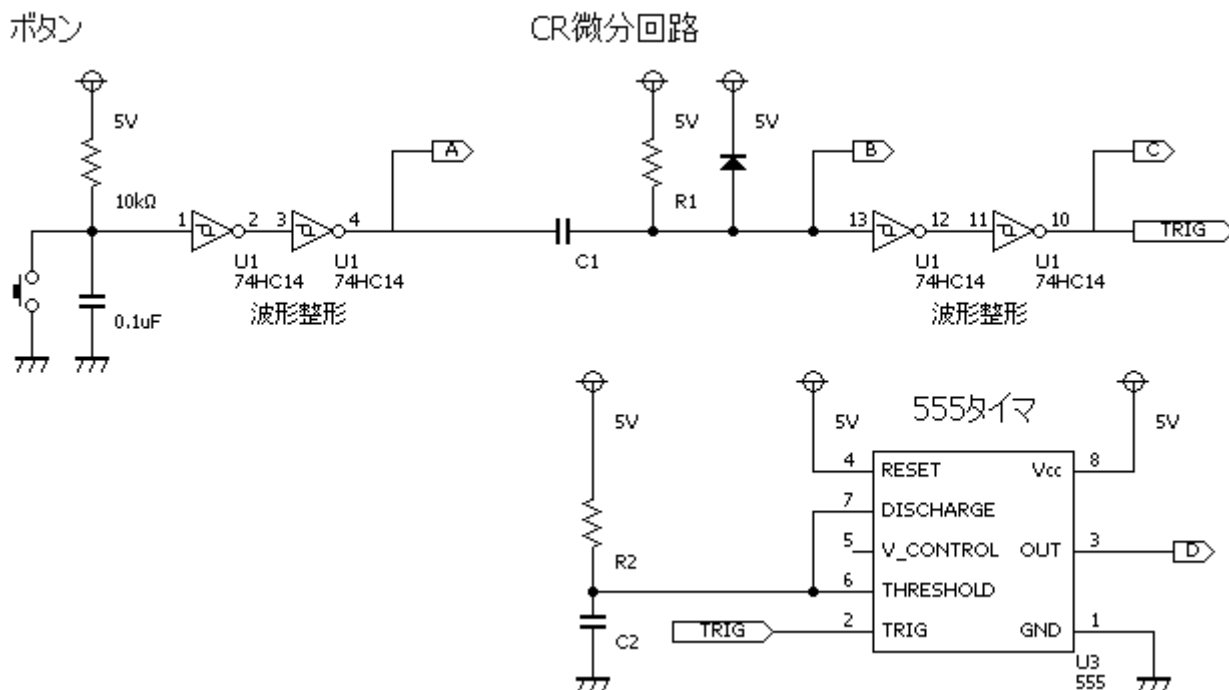 ボタン
CR微分回路
5V
5V
5V
A
B
C
10kΩ
R1
1
2
3
4
13
12
11
10
TRIG
C1
U1
74HC14
U1
74HC14
U1
74HC14
U1
74HC14
0.1uF
波形整形
波形整形
555タイマ
5V
5V
5V
4
RESET
Vcc
8
7
DISCHARGE
5
V_CONTROL
OUT
3
D
R2
6
THRESHOLD
C2
TRIG
2
TRIG
GND
1
U3
555